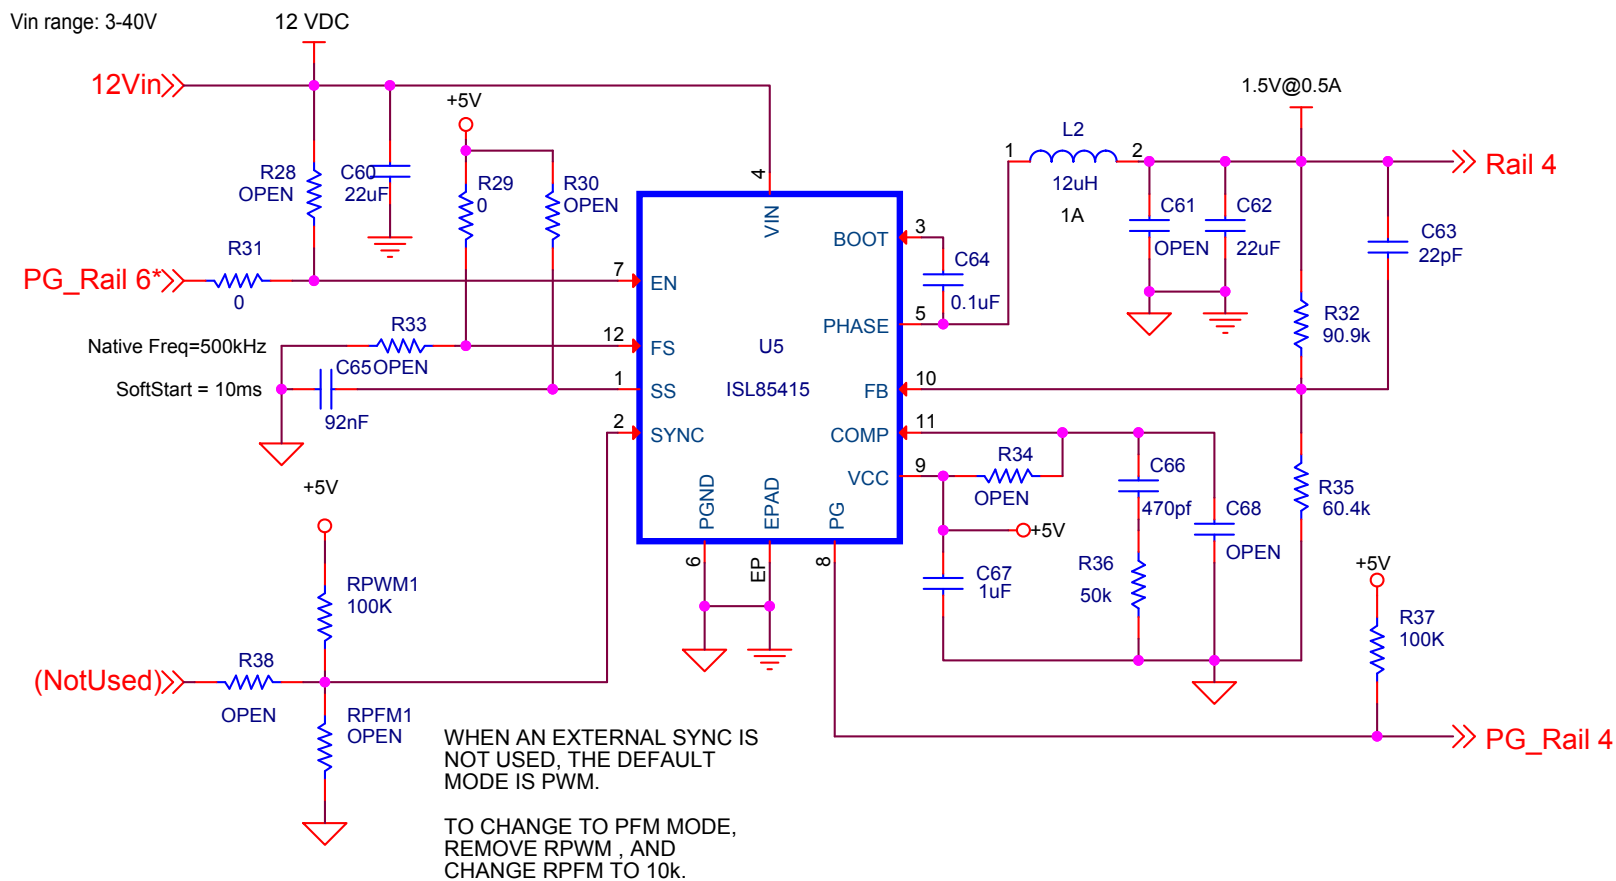 Vin range: 3-40V
12 VDC
12Vin
+5V
1.5V@0.5A
R28
OPEN
C60
22uF
R29
0
R30
OPEN
4
VIN
1
L2
2
12uH
1A
Rail 4
C61
OPEN
C62
22uF
C63
22pF
R31
0
PG_Rail 6*
7
EN
BOOT
3
C64
0.1uF
PHASE
5
R32
90.9k
Native Freq=500kHz
R33
OPEN
12
FS
U5
ISL85415
SoftStart = 10ms
C65
92nF
1
SS
FB
10
2
SYNC
COMP
11
VCC
9
R34
OPEN
C66
470pf
C68
OPEN
R35
60.4k
PGND
EPAD
PG
6
EP
8
+5V
C67
1uF
R36
50k
+5V
R37
100K
+5V
RPWM1
100K
(NotUsed)
R38
OPEN
RPFM1
OPEN
PG_Rail 4
WHEN AN EXTERNAL SYNC IS
NOT USED, THE DEFAULT
MODE IS PWM.
TO CHANGE TO PFM MODE,
REMOVE RPWM , AND
CHANGE RPFM TO 10k.